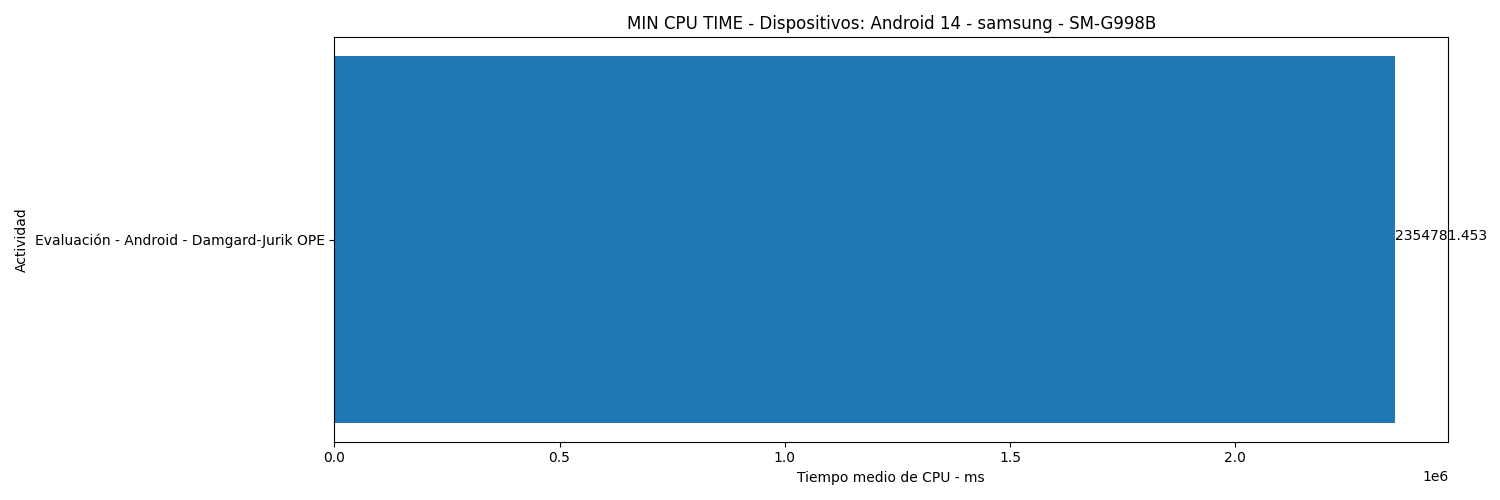 MIN CPU TIME - Dispositivos: Android 14 - samsung - SM-G998B
Actividad
Evaluación - Android - Damgard-Jurik OPE
2354781.453
0.0 0.5 1.0 1.5 2.0
1e6
Tiempo medio de CPU - ms